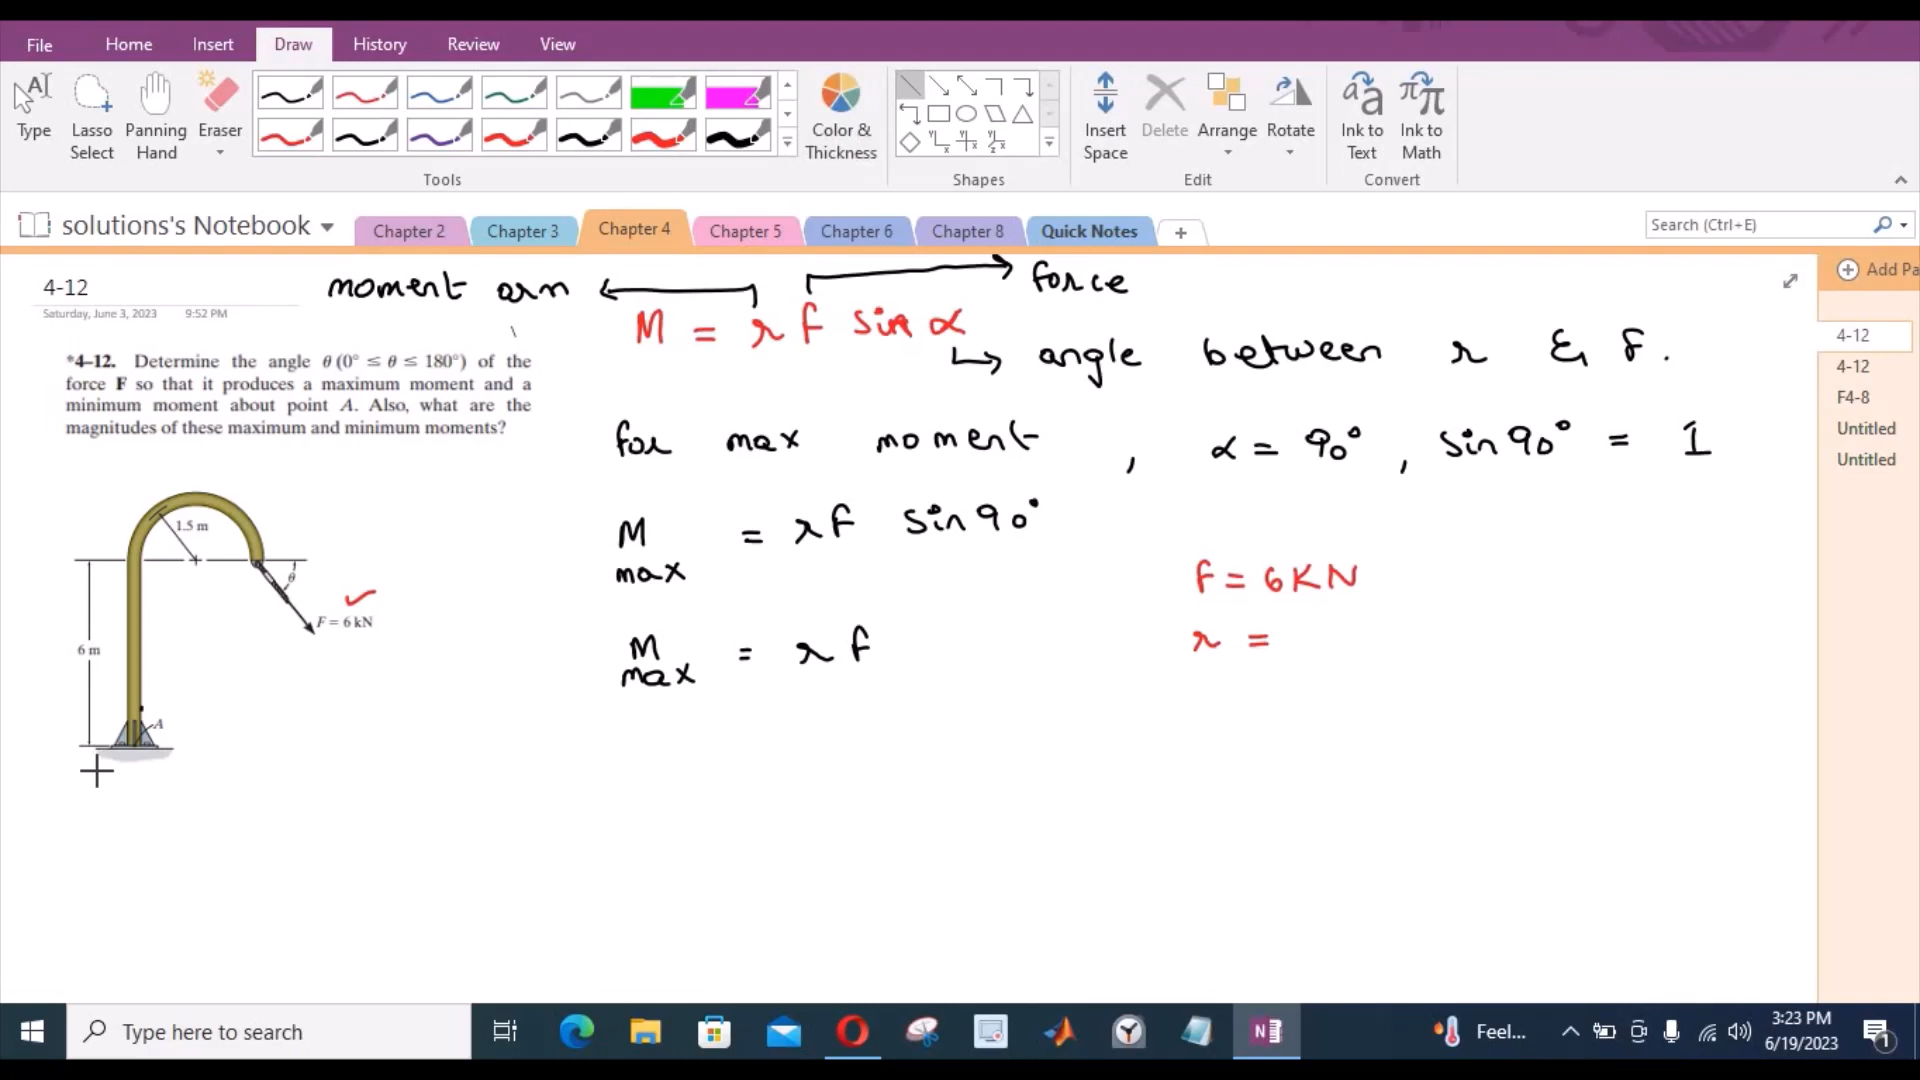 File Home Insert Draw History Review View
Type
Lasso Select
Panning Hand
Eraser
Color & Thickness
Insert Space
Delete
Arrange
Rotate
Ink to Text
Ink to Math
Tools
Shapes
Edit
Convert
solutions's Notebook
Chapter 2 Chapter 3 Chapter 4 Chapter 5 Chapter 6 Chapter 8 Quick Notes +
Search (Ctrl+E)
Add Pa
4-12
4-12
F4-8
Untitled
Untitled
4-12
Saturday, June 3, 2023 9:52 PM
*4–12. Determine the angle θ (0° ≤ θ ≤ 180°) of the
force F so that it produces a maximum moment and a
minimum moment about point A. Also, what are the
magnitudes of these maximum and minimum moments?
1.5 m
θ
F = 6 kN
6 m
A
moment arm
force
M = r F sin α
angle between r & F.
for max moment , α = 90° , sin 90° = 1
M max = r F sin 90°
M max = r F
F = 6 KN
r =
Type here to search
Feel...
3:23 PM
6/19/2023
1